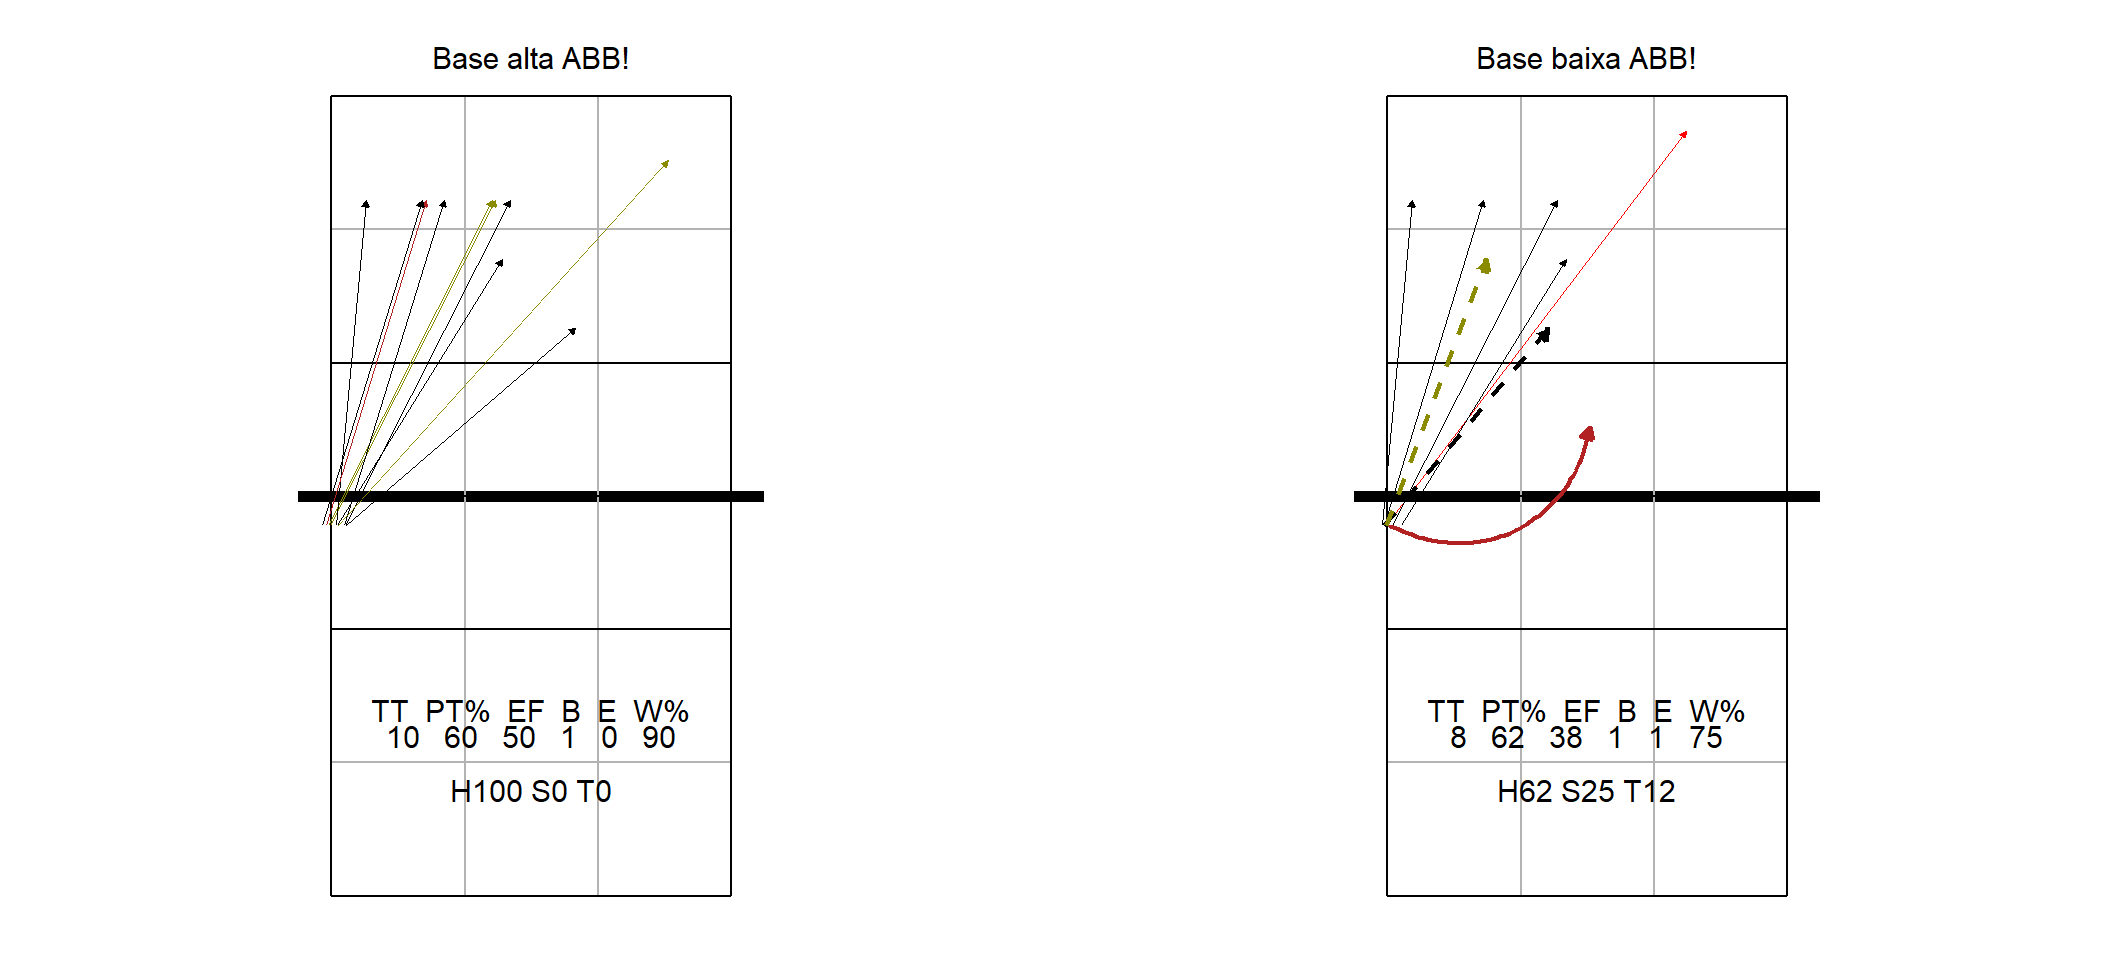 Base alta ABB!
TT PT% EF B E W%
10 60 50 1 0 90
H100 S0 T0
Base baixa ABB!
TT PT% EF B E W%
8 62 38 1 1 75
H62 S25 T12